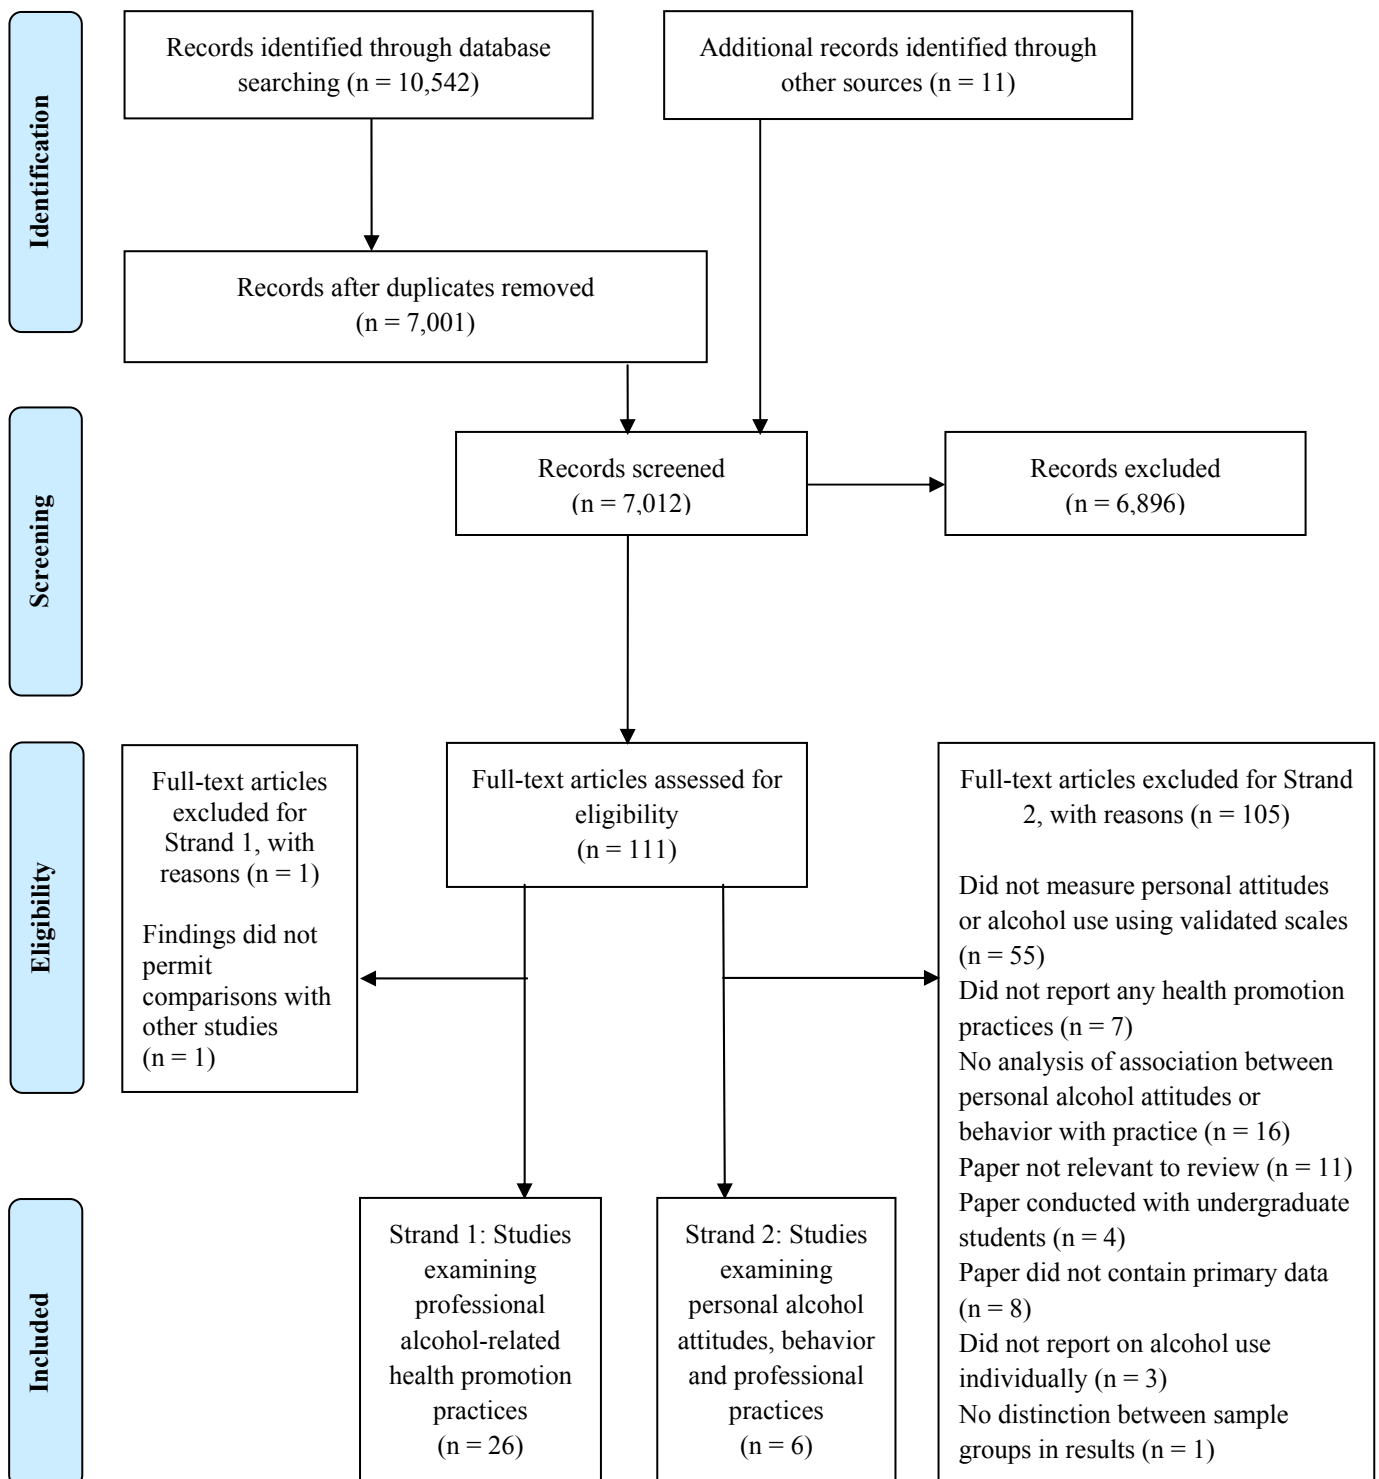 Identification
Records identified through database
searching (n = 10,542)
Additional records identified through
other sources (n = 11)
Records after duplicates removed
(n = 7,001)
Screening
Records screened
(n = 7,012)
Records excluded
(n = 6,896)
Eligibility
Full-text articles
excluded for
Strand 1, with
reasons (n = 1)
Findings did not
permit
comparisons with
other studies
(n = 1)
Full-text articles assessed for
eligibility
(n = 111)
Full-text articles excluded for Strand
2, with reasons (n = 105)
Did not measure personal attitudes
or alcohol use using validated scales
(n = 55)
Did not report any health promotion
practices (n = 7)
No analysis of association between
personal alcohol attitudes or
behavior with practice (n = 16)
Paper not relevant to review (n = 11)
Paper conducted with undergraduate
students (n = 4)
Paper did not contain primary data
(n = 8)
Did not report on alcohol use
individually (n = 3)
No distinction between sample
groups in results (n = 1)
Included
Strand 1: Studies
examining
professional
alcohol-related
health promotion
practices
(n = 26)
Strand 2: Studies
examining
personal alcohol
attitudes, behavior
and professional
practices
(n = 6)